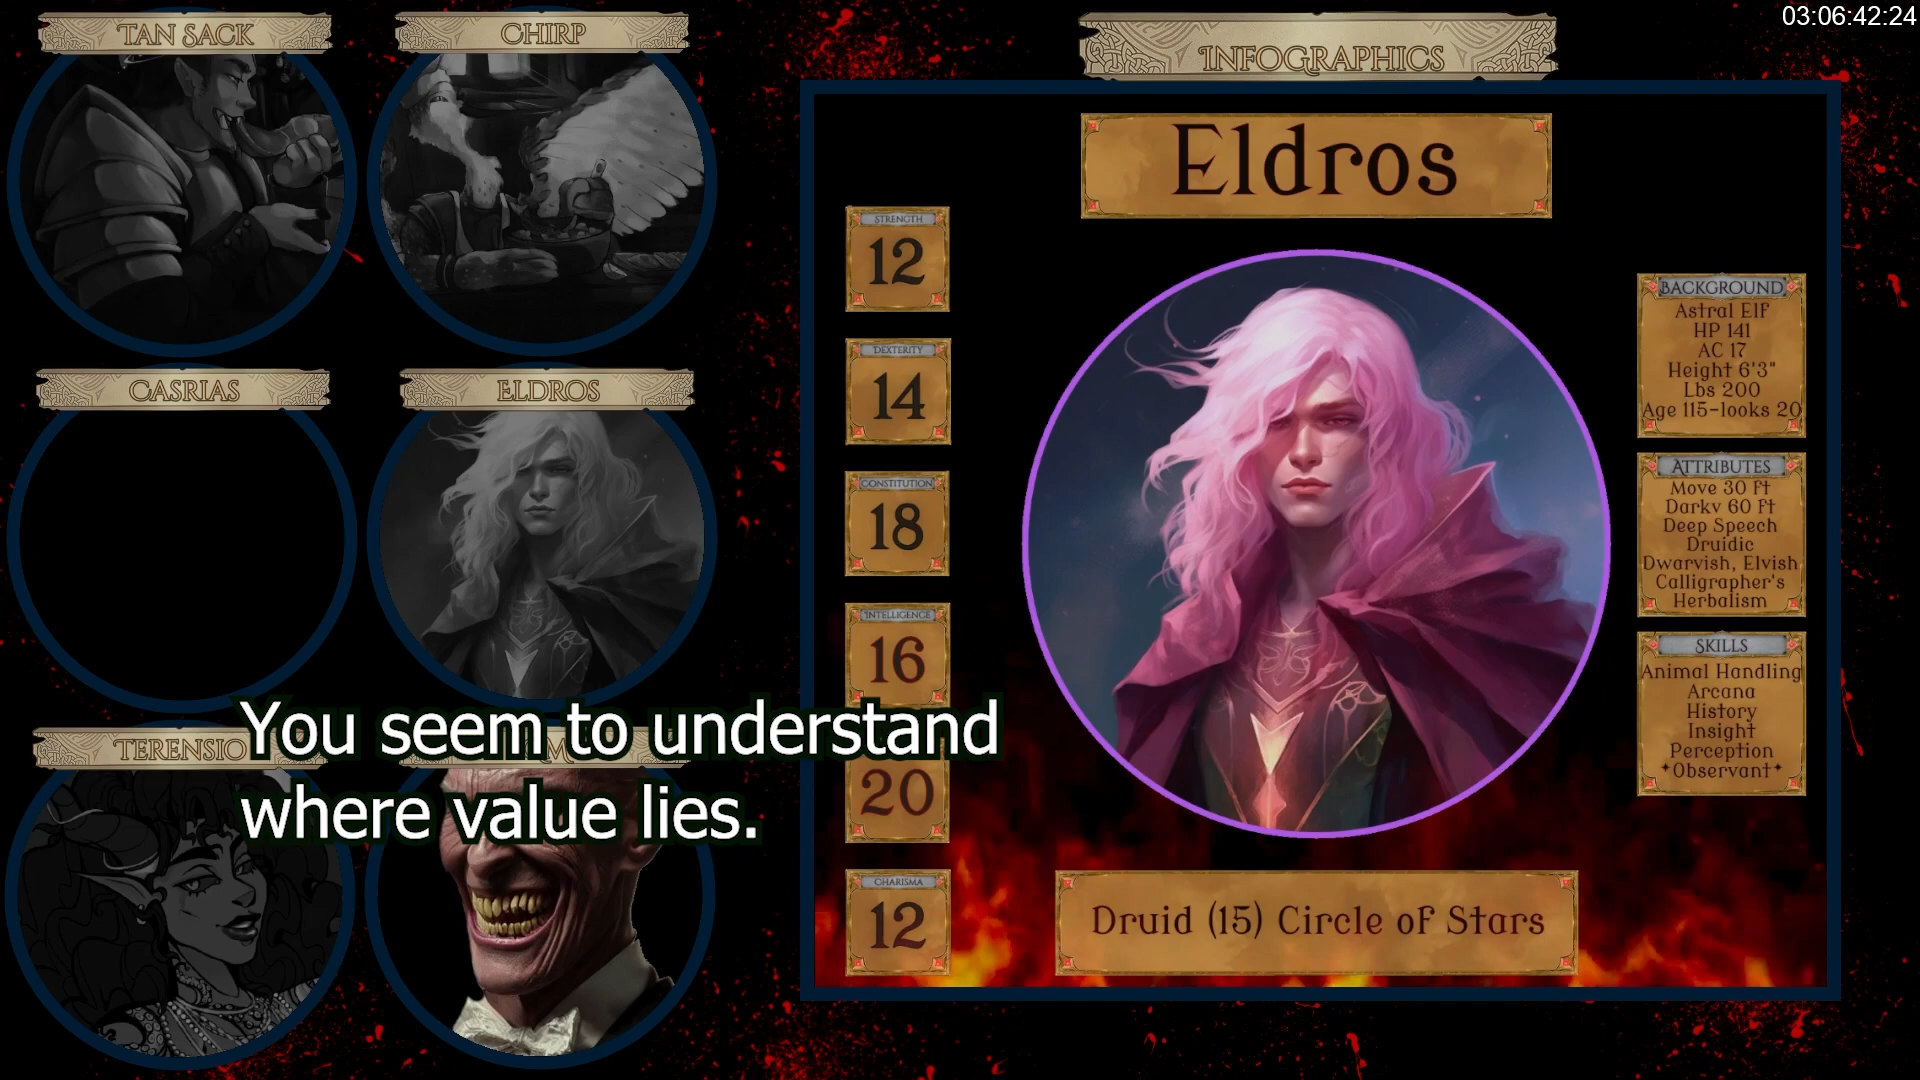 03:06:42:24
TAN SACK
CHIRP
INFOGRAPHICS
Eldros
STRENGTH
12
DEXTERITY
14
CONSTITUTION
18
INTELLIGENCE
16
20
CHARISMA
12
BACKGROUND
Astral Elf
HP 141
AC 17
Height 6'3"
Lbs 200
Age 115-looks 20
ATTRIBUTES
Move 30 ft
Darkv 60 ft
Deep Speech
Druidic
Dwarvish, Elvish
Calligrapher's
Herbalism
SKILLS
Animal Handling
Arcana
History
Insight
Perception
✦Observant✦
CASRIAS
ELDROS
TERENSIO
You seem to understand
where value lies.
Druid (15) Circle of Stars